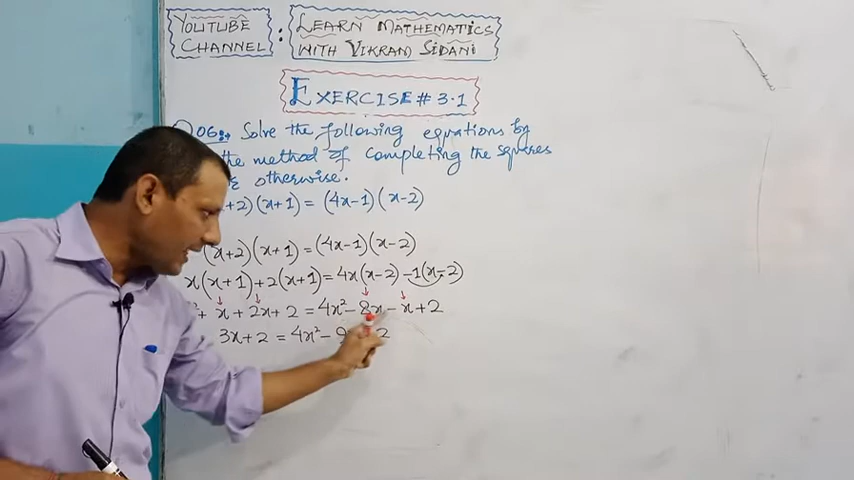 YOUTUBE CHANNEL : LEARN MATHEMATICS WITH VIKRAM SIDANI
EXERCISE # 3.1
Q06:- Solve the following equations by
the method of completing the squares
otherwise.
+2)(x+1) = (4x-1)(x-2)
(x+2)(x+1) = (4x-1)(x-2)
x(x+1)+2(x+1) = 4x(x-2) -1(x-2)
² + x + 2x + 2 = 4x² - 8x - x + 2
3x+2 = 4x² - 9 2